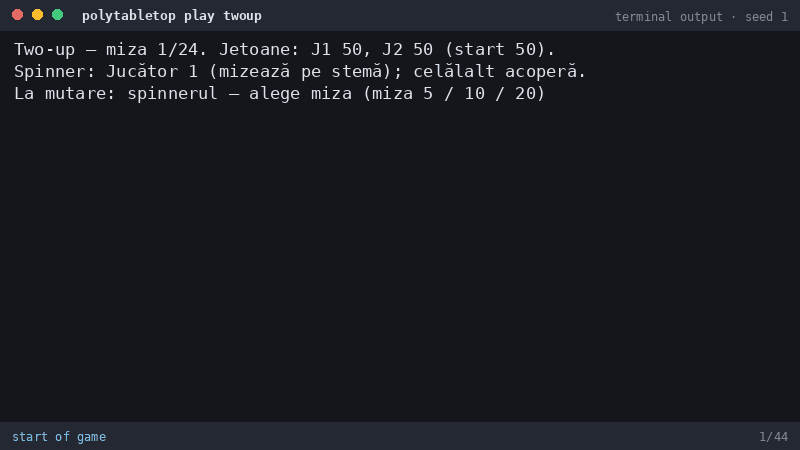 polytabletop play twoup
terminal output · seed 1
Two-up — miza 1/24. Jetoane: J1 50, J2 50 (start 50).
Spinner: Jucător 1 (mizează pe stemă); celălalt acoperă.
La mutare: spinnerul — alege miza (miza 5 / 10 / 20)
start of game
1/44